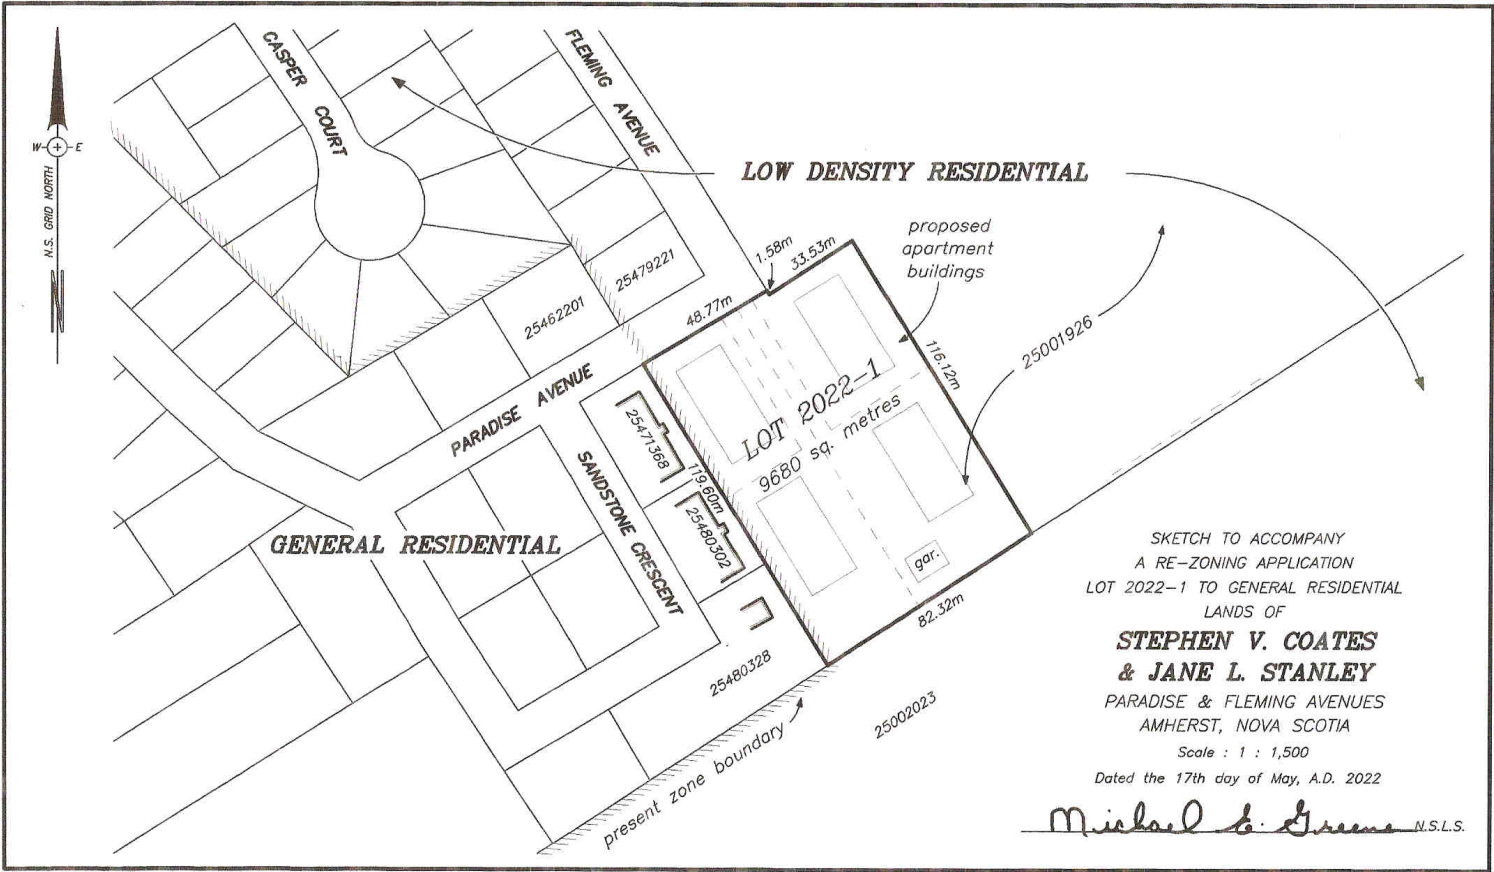 CASPER COURT
FLEMING AVENUE
W
E
N.S. GRID NORTH
N
LOW DENSITY RESIDENTIAL
proposed
apartment
buildings
1.58m
33.53m
48.77m
25479221
25462201
25001926
116.12m
PARADISE AVENUE
LOT 2022-1
9680 sq. metres
25471368
119.60m
SANDSTONE CRESCENT
25480302
GENERAL RESIDENTIAL
gar.
82.32m
25480328
25002023
present zone boundary
SKETCH TO ACCOMPANY
A RE-ZONING APPLICATION
LOT 2022-1 TO GENERAL RESIDENTIAL
LANDS OF
STEPHEN V. COATES
& JANE L. STANLEY
PARADISE & FLEMING AVENUES
AMHERST, NOVA SCOTIA
Scale : 1 : 1,500
Dated the 17th day of May, A.D. 2022
Michael E. Greene N.S.L.S.